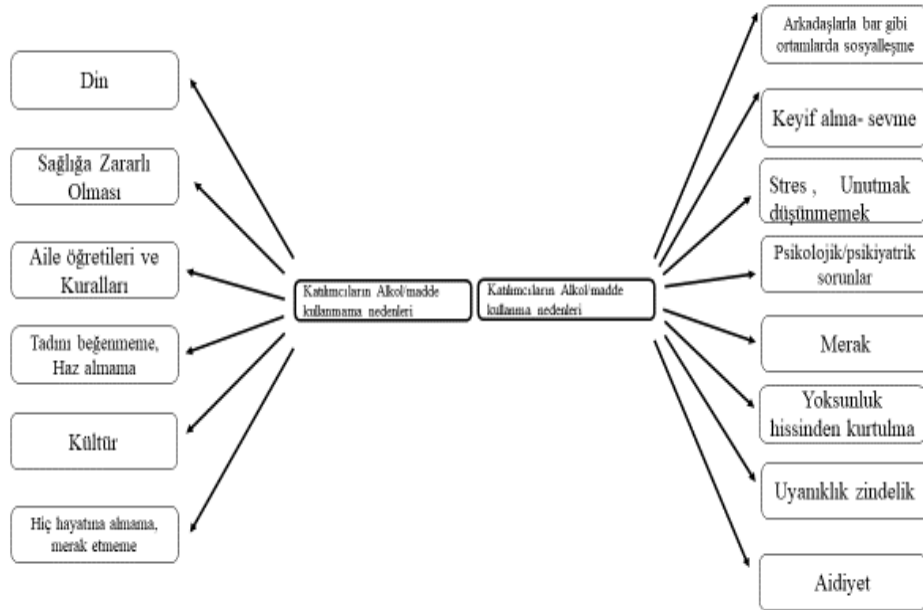 Din
Sağlığa Zararlı
Olması
Aile öğretileri ve
Kuralları
Tadını beğenmeme,
Haz almama
Kültür
Hiç hayatına almama,
merak etmeme
Katılımcıların Alkol/madde
kullanmama nedenleri
Katılımcıların Alkol/madde
kullanma nedenleri
Arkadaşlarla bar gibi
ortamlarda sosyalleşme
Keyif alma- sevme
Stres , Unutmak
düşünmemek
Psikolojik/psikiyatrik
sorunlar
Merak
Yoksunluk
hissinden kurtulma
Uyanıklık zindelik
Aidiyet